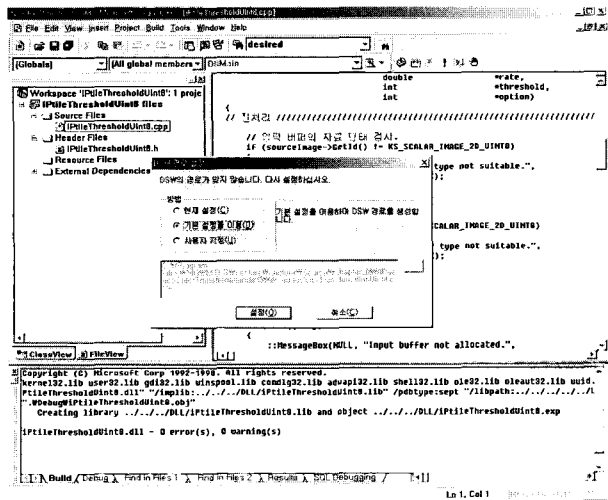 File Edit View Insert Project Build Tools Window Help
desired
(Globals) (All global members DllMain
Workspace 'iPtileThresholdUint8': 1 proje
iPtileThresholdUint8 files
Source Files
iPtileThresholdUint8.cpp
Header Files
iPtileThresholdUint8.h
Resource Files
External Dependencies
double *rate,
int *threshold,
int *option)
{
// 전처리 ////////////////////////////////////////
// 입력 버퍼의 자료 형태 검사.
if (sourceImage->GetId() != KS_SCALAR_IMAGE_2D_UINT8)
type not suitable.",
);
CALAR_IMAGE_2D_UINT8)
type not suitable.",
);
DSW의 경로가 맞지 않습니다. 다시 설정하십시오.
방법
현재 설정(C)
기본 설정을 이용(D)
사용자 지정(U)
기본 설정을 이용하여 DSW 경로를 생성합니다.
설정(O) 취소(C)
{
::MessageBox(NULL, "Input buffer not allocated.",
ClassView FileView
Copyright (C) Microsoft Corp 1992-1998. All rights reserved.
kernel32.lib user32.lib gdi32.lib winspool.lib comdlg32.lib advapi32.lib shell32.lib ole32.lib oleaut32.lib uuid.
PtileThresholdUint8.dll" "/implib:../../../DLL/iPtileThresholdUint8.lib" /pdbtype:sept "/libpath:../../../../L
".\Debug\iPtileThresholdUint8.obj"
Creating library ../../../DLL/iPtileThresholdUint8.lib and object ../../../DLL/iPtileThresholdUint8.exp
iPtileThresholdUint8.dll - 0 error(s), 0 warning(s)
Build Debug Find in Files 1 Find in Files 2 Results SQL Debugging
Ln 1, Col 1